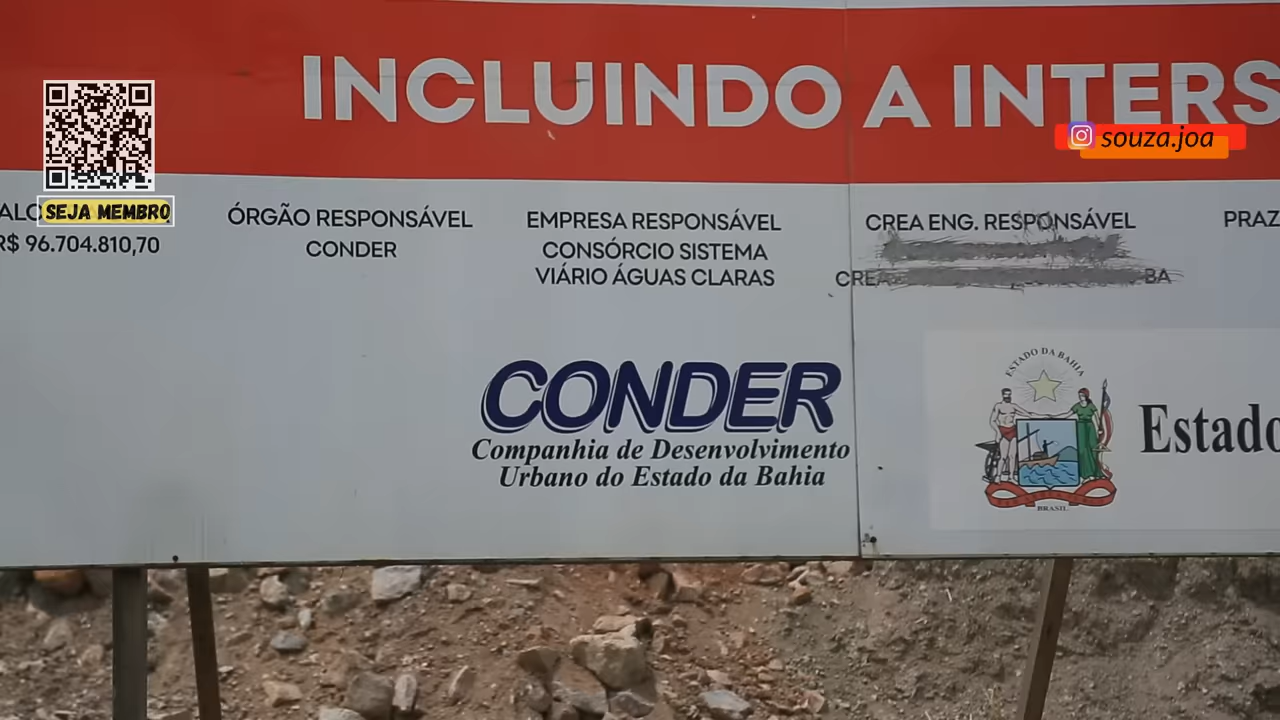 INCLUINDO A INTERS
souza.joa
SEJA MEMBRO
R$ 96.704.810,70
ÓRGÃO RESPONSÁVEL
CONDER
EMPRESA RESPONSÁVEL
CONSÓRCIO SISTEMA
VIÁRIO ÁGUAS CLARAS
CREA ENG. RESPONSÁVEL
CREA
BA
PRAZ
CONDER
Companhia de Desenvolvimento
Urbano do Estado da Bahia
ESTADO DA BAHIA
BRASIL
Estado